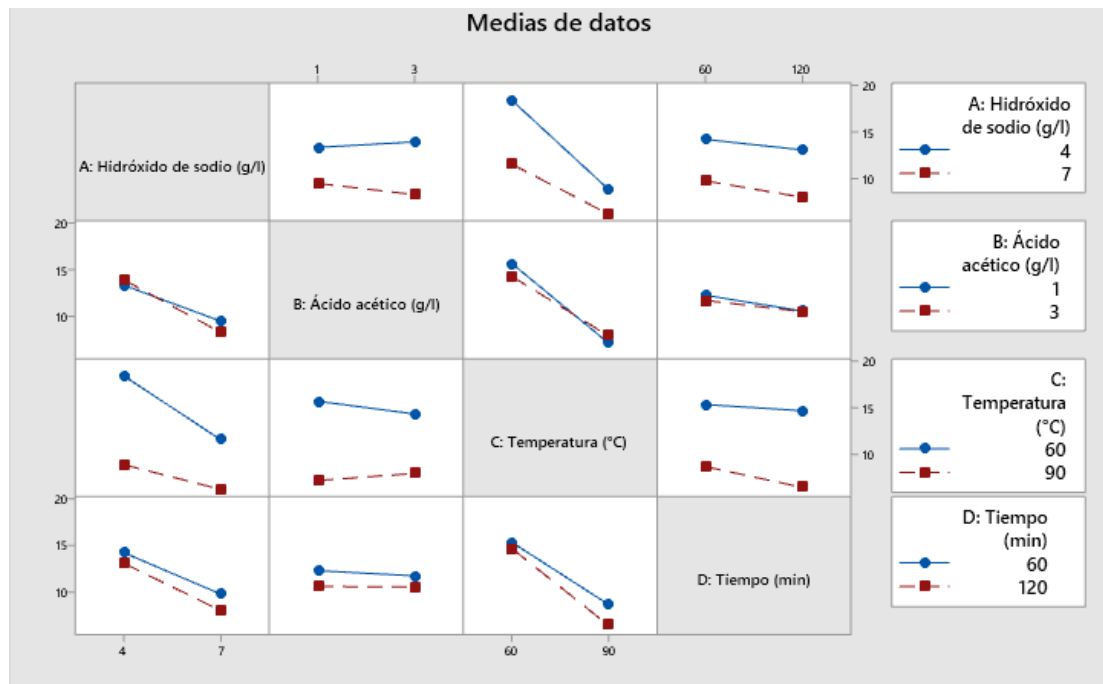 Medias de datos
1 3 60 120
A: Hidróxido de sodio (g/l)
20
15
10
A: Hidróxido
de sodio (g/l)
4
7
20
15
10
B: Ácido acético (g/l)
B: Ácido
acético (g/l)
1
3
C: Temperatura (°C)
20
15
10
C:
Temperatura
(°C)
60
90
20
15
10
D: Tiempo (min)
D: Tiempo
(min)
60
120
4 7 60 90